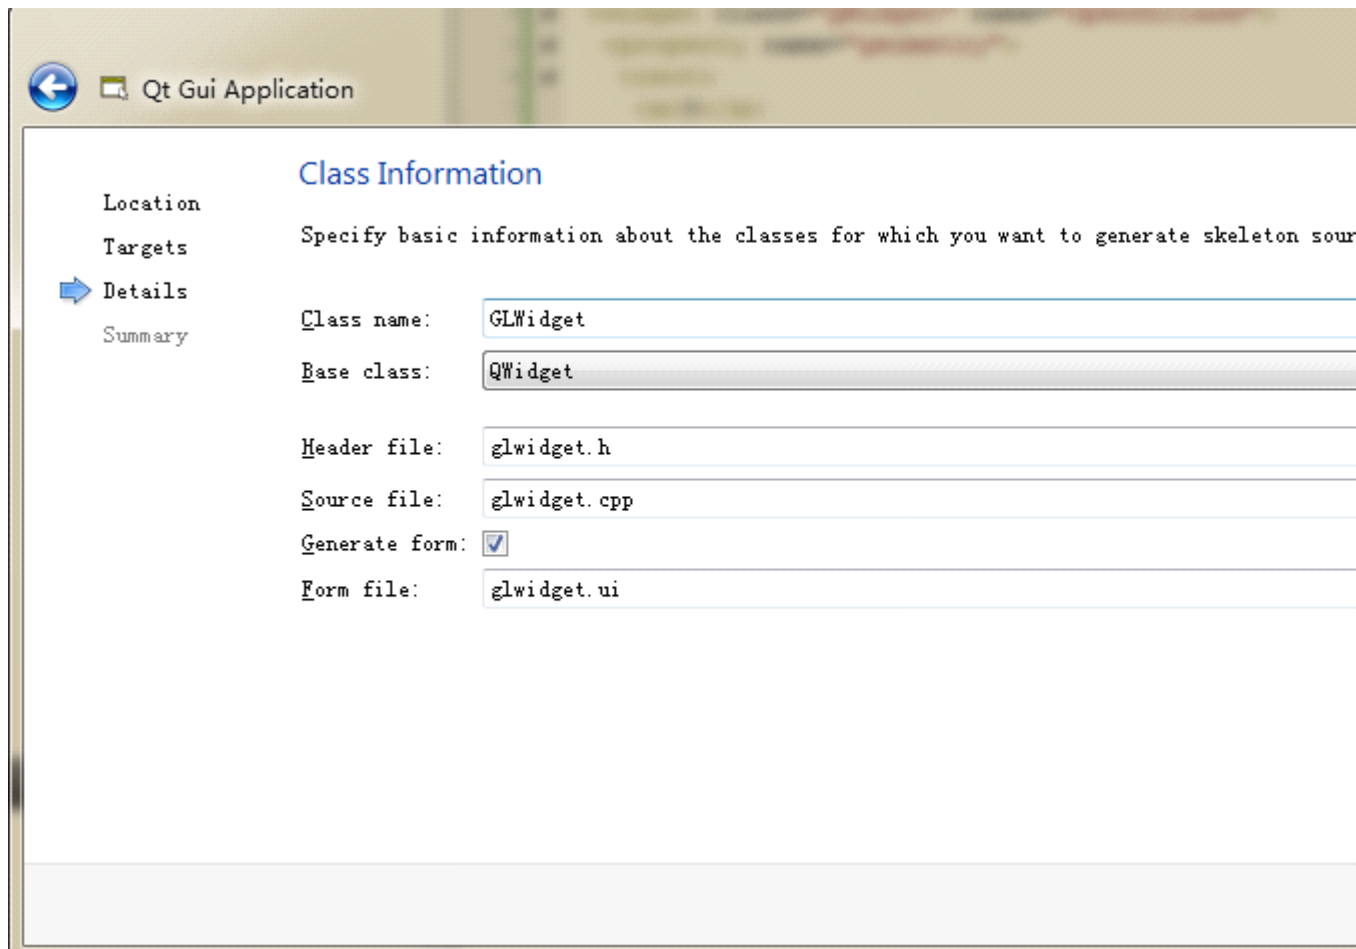 Qt Gui Application
Class Information
Location
Targets
Details
Summary
Specify basic information about the classes for which you want to generate skeleton sour
Class name: GLWidget
Base class: QWidget
Header file: glwidget.h
Source file: glwidget.cpp
Generate form:
Form file: glwidget.ui